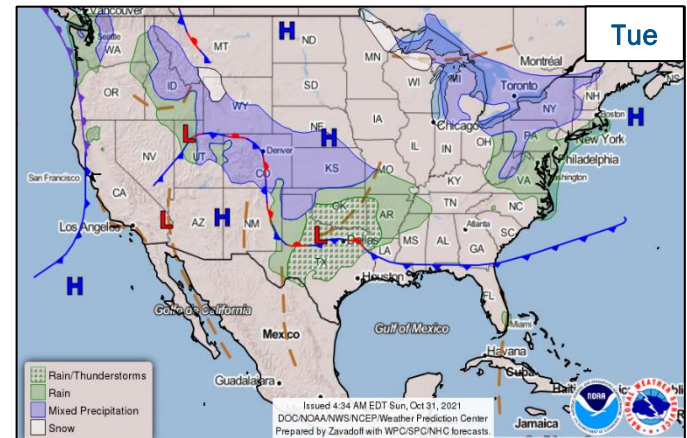 Tue
Vancouver
Seattle
WA
MT
ND
MN
Montréal
OR
ID
SD
WI
MI
Toronto
NH
WY
NY
Boston
IA
Chicago
PA
New York
NE
OH
Philadelphia
NV
UT
Denver
IL
IN
Washington
San Francisco
CO
KS
MO
KY
VA
CA
OK
TN
NC
Los Angeles
AZ
NM
AR
Atlanta
SC
Dallas
MS
AL
GA
TX
LA
Houston
FL
Golfo de California
Mexico
Gulf of Mexico
Miami
Havana
Cuba
Guadalajara
Jamaica
H
H
H
H
H
L
L
L
Rain/Thunderstorms
Rain
Mixed Precipitation
Snow
Issued 4:34 AM EDT Sun, Oct 31, 2021
DOC/NOAA/NWS/NCEP/Weather Prediction Center
Prepared by Zavadoff with WPC/SPC/NHC forecasts.
NOAA
NATIONAL WEATHER SERVICE